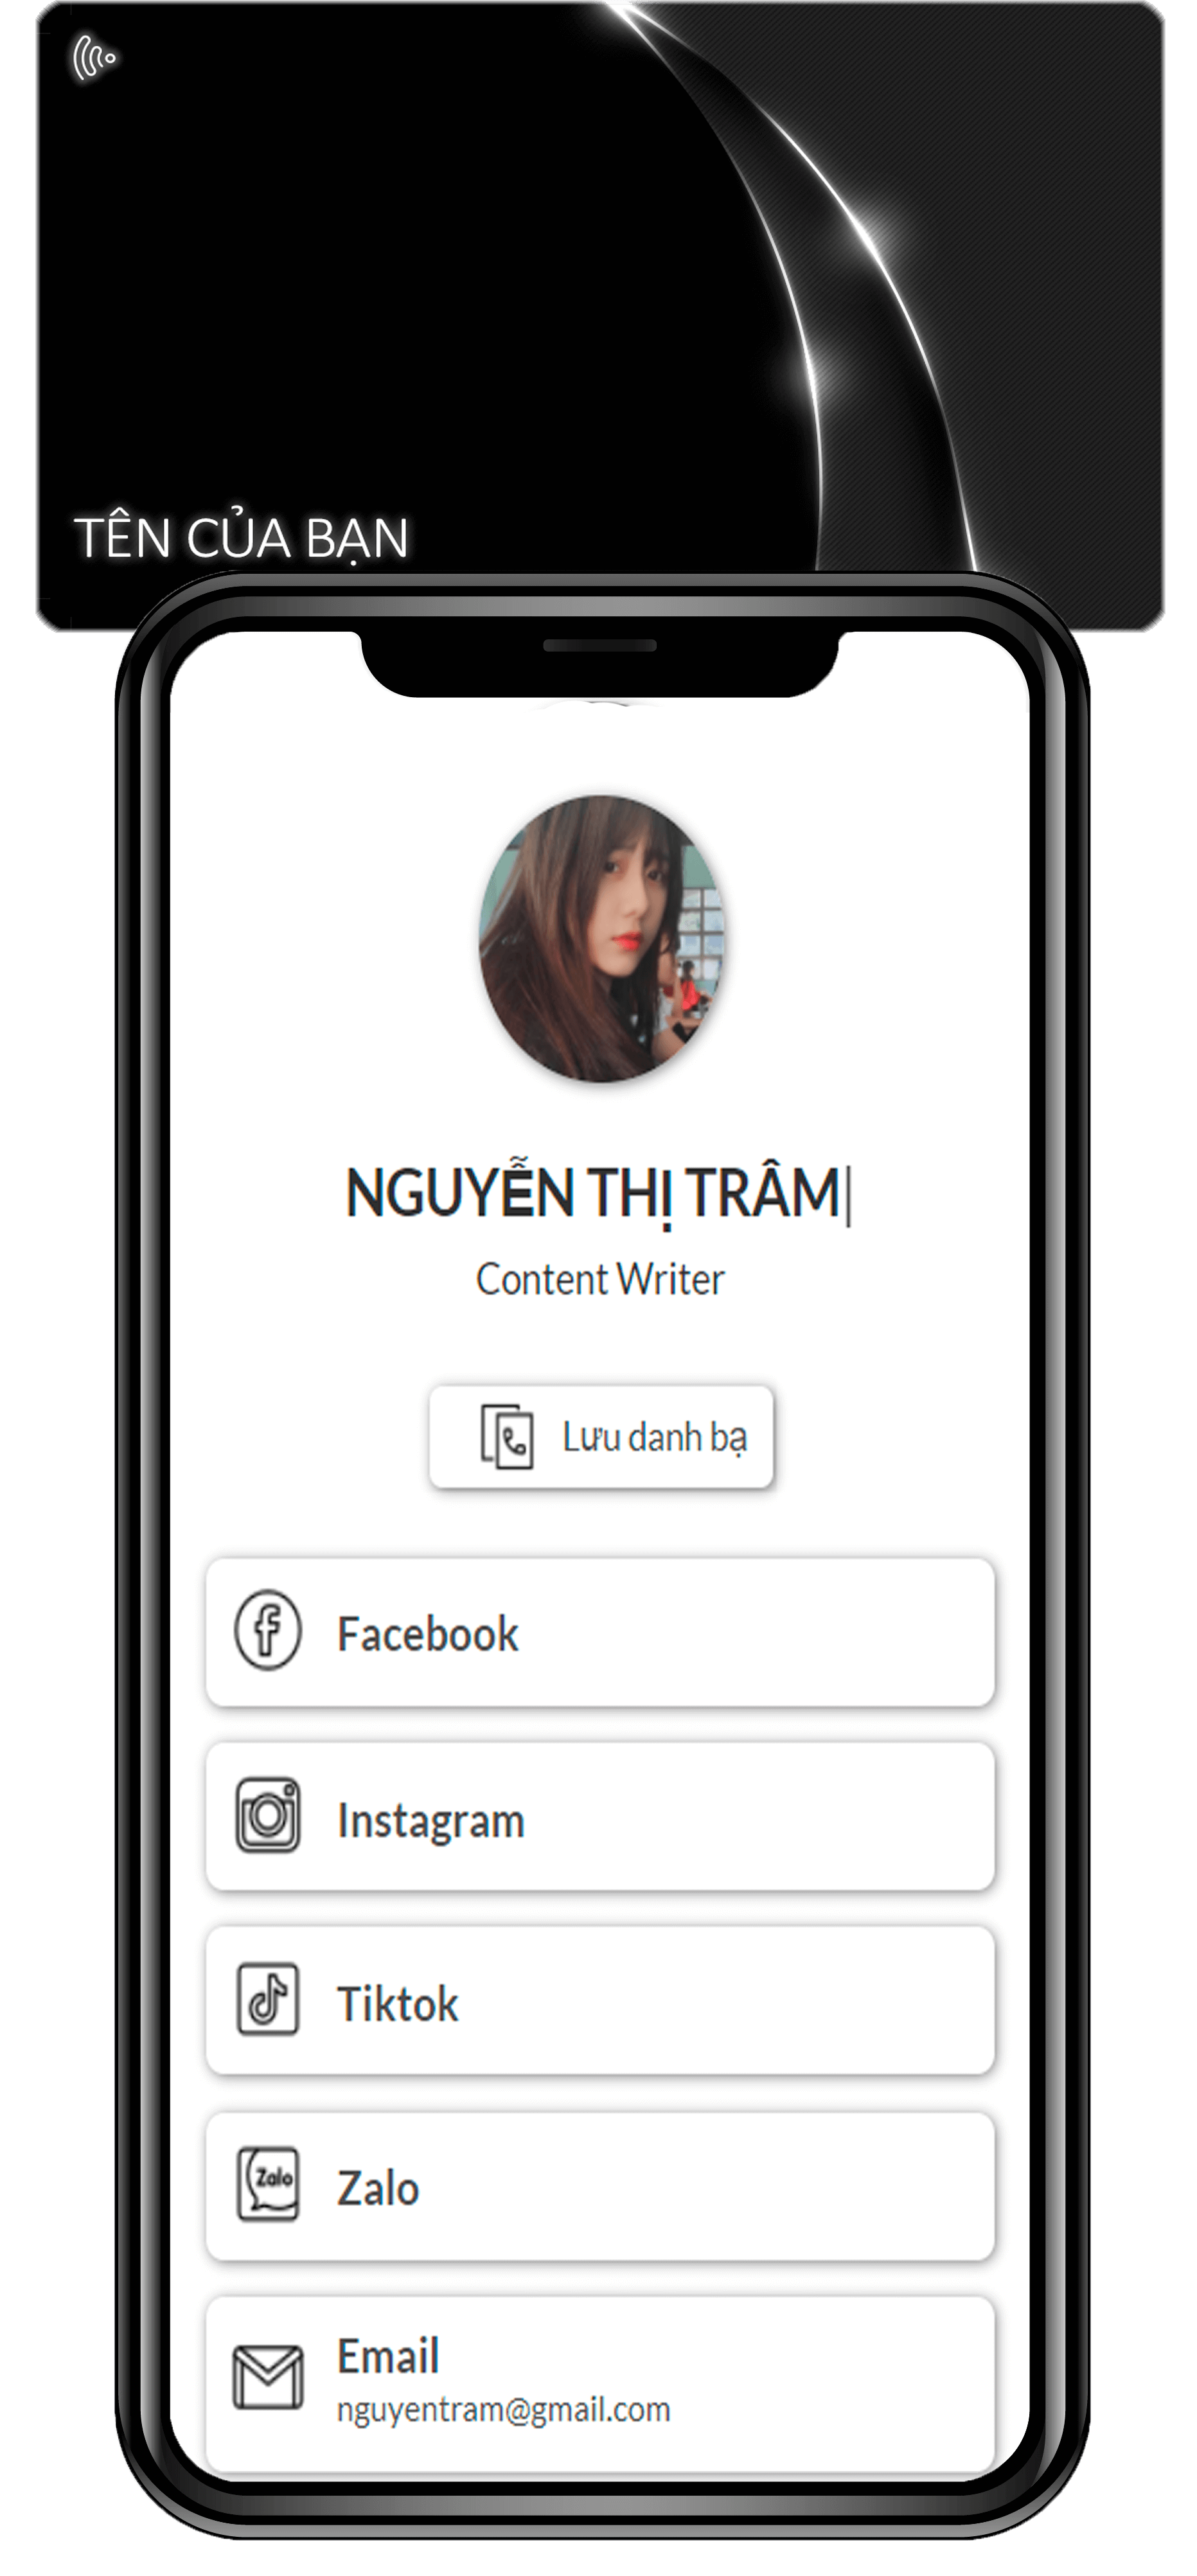 TÊN CỦA BẠN
NGUYỄN THỊ TRÂM
Content Writer
Lưu danh bạ
Facebook
Instagram
Tiktok
Zalo
Zalo
Email
nguyentram@gmail.com